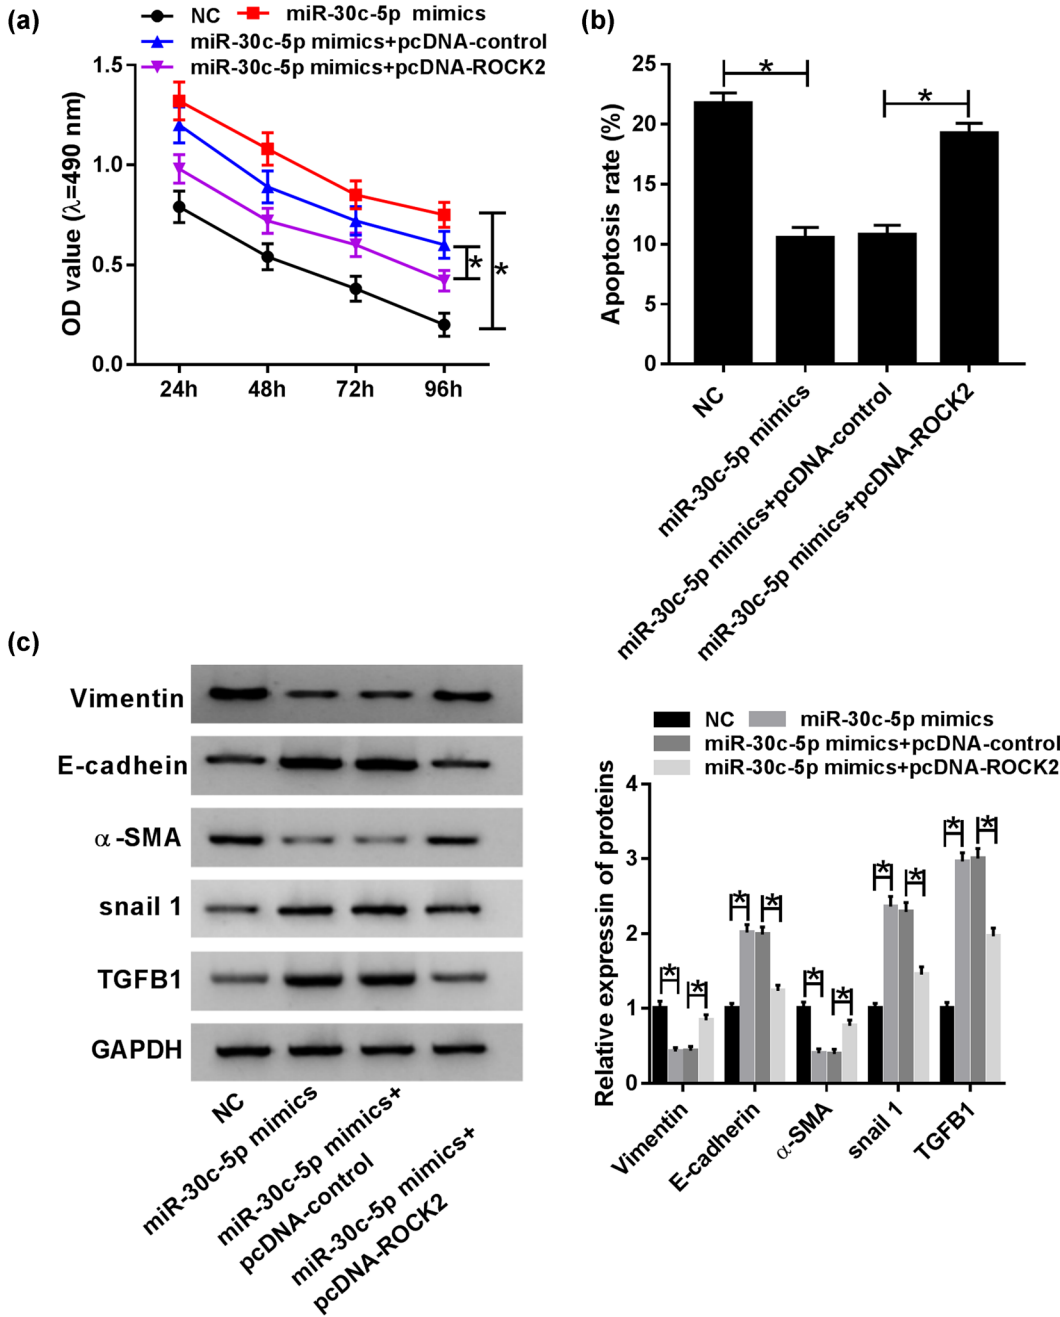 (a)
NC miR-30c-5p mimics
miR-30c-5p mimics+pcDNA-control
miR-30c-5p mimics+pcDNA-ROCK2
OD value (λ=490 nm)
1.5
1.0
0.5
0.0
24h 48h 72h 96h
*
*
(b)
Apoptosis rate (%)
25
20
15
10
5
0
*
*
NC
miR-30c-5p mimics
miR-30c-5p mimics+pcDNA-control
miR-30c-5p mimics+pcDNA-ROCK2
(c)
Vimentin
E-cadhein
α-SMA
snail 1
TGFB1
GAPDH
NC
miR-30c-5p mimics
miR-30c-5p mimics+
pcDNA-control
miR-30c-5p mimics+
pcDNA-ROCK2
NC miR-30c-5p mimics
miR-30c-5p mimics+pcDNA-control
miR-30c-5p mimics+pcDNA-ROCK2
Relative expressin of proteins
4
3
2
1
0
* * * * * * * * * *
Vimentin
E-cadherin
α-SMA
snail 1
TGFB1